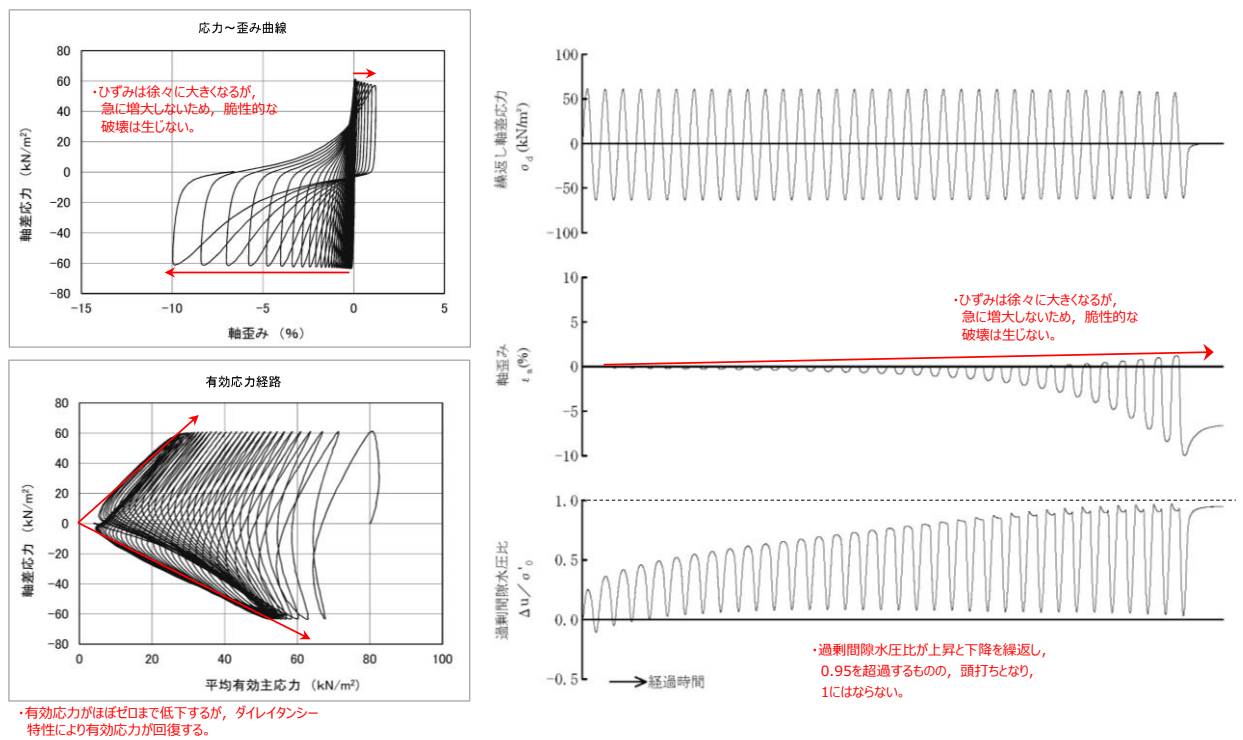 応力～歪み曲線
80
60
40
20
0
-20
-40
-60
-80
-15
-10
-5
0
5
軸差応力 (kN/m²)
軸歪み (%)
・ひずみは徐々に大きくなるが,
急に増大しないため, 脆性的な
破壊は生じない。
有効応力経路
80
60
40
20
0
-20
-40
-60
-80
0
20
40
60
80
100
軸差応力 (kN/m²)
平均有効主応力 (kN/m²)
・有効応力がほぼゼロまで低下するが, ダイレイタンシー
特性により有効応力が回復する。
100
50
0
-50
-100
繰返し軸差応力
σd (kN/m²)
10
5
0
-5
-10
軸歪み
εa(%)
・ひずみは徐々に大きくなるが,
急に増大しないため, 脆性的な
破壊は生じない。
1.0
0.5
0.0
-0.5
過剰間隙水圧比
Δu/σ'0
経過時間
・過剰間隙水圧比が上昇と下降を繰返し,
0.95を超過するものの, 頭打ちとなり,
1にはならない。